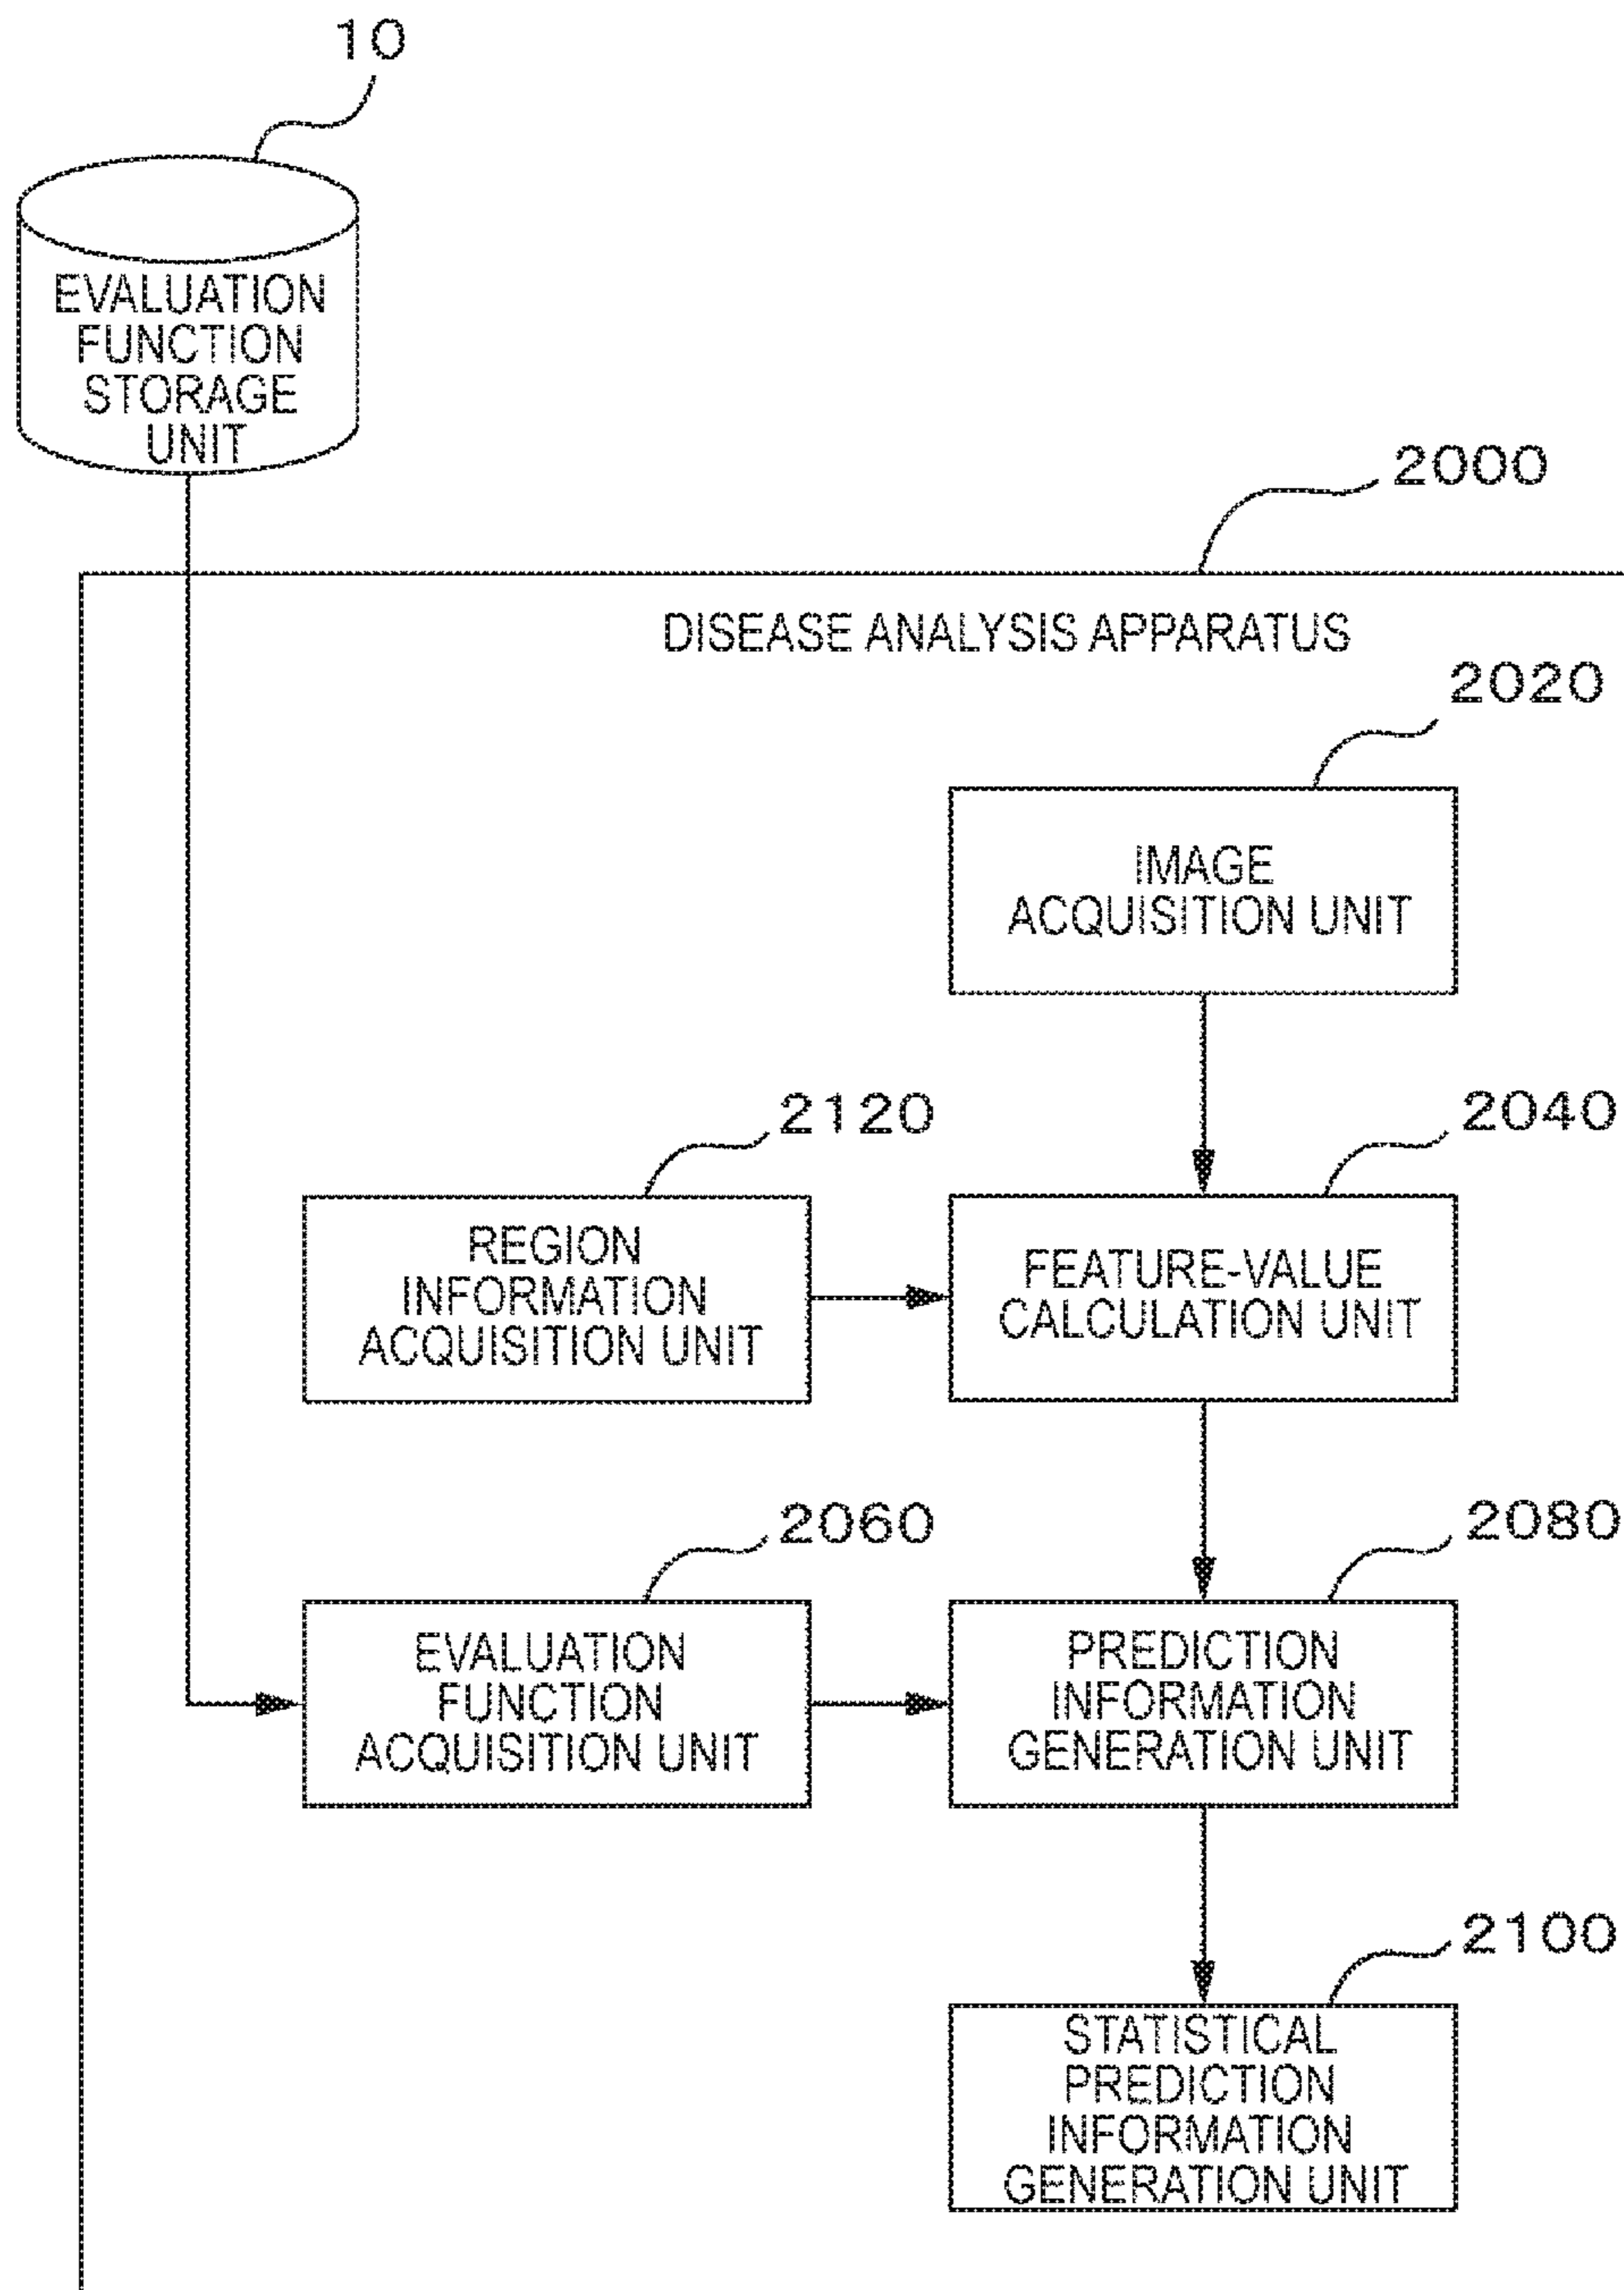 10
EVALUATION
FUNCTION
STORAGE
UNIT
2000
DISEASE ANALYSIS APPARATUS
2020
IMAGE
ACQUISITION UNIT
2120
2040
REGION
INFORMATION
ACQUISITION UNIT
FEATURE-VALUE
CALCULATION UNIT
2060
2080
EVALUATION
FUNCTION
ACQUISITION UNIT
PREDICTION
INFORMATION
GENERATION UNIT
2100
STATISTICAL
PREDICTION
INFORMATION
GENERATION UNIT